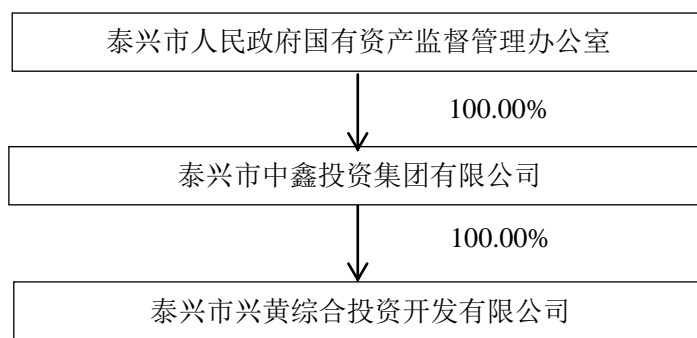 泰兴市人民政府国有资产监督管理办公室
100.00%
泰兴市中鑫投资集团有限公司
100.00%
泰兴市兴黄综合投资开发有限公司